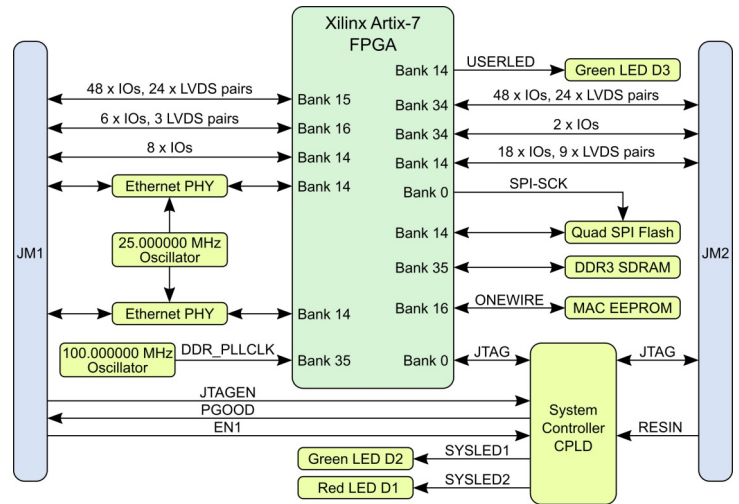 Xilinx Artix-7
FPGA
Bank 14
USERLED
Green LED D3
48 x IOs, 24 x LVDS pairs
Bank 15
Bank 34
48 x IOs, 24 x LVDS pairs
6 x IOs, 3 LVDS pairs
Bank 16
Bank 34
2 x IOs
8 x IOs
Bank 14
Bank 14
18 x IOs, 9 x LVDS pairs
Ethernet PHY
Bank 14
Bank 0
SPI-SCK
JM1
25.000000 MHz
Oscillator
Bank 14
Quad SPI Flash
JM2
Bank 35
DDR3 SDRAM
Ethernet PHY
Bank 14
Bank 16
ONEWIRE
MAC EEPROM
100.000000 MHz
Oscillator
DDR_PLLCLK
Bank 35
Bank 0
JTAG
JTAG
JTAGEN
PGOOD
EN1
System
Controller
CPLD
RESIN
Green LED D2
SYSLED1
Red LED D1
SYSLED2